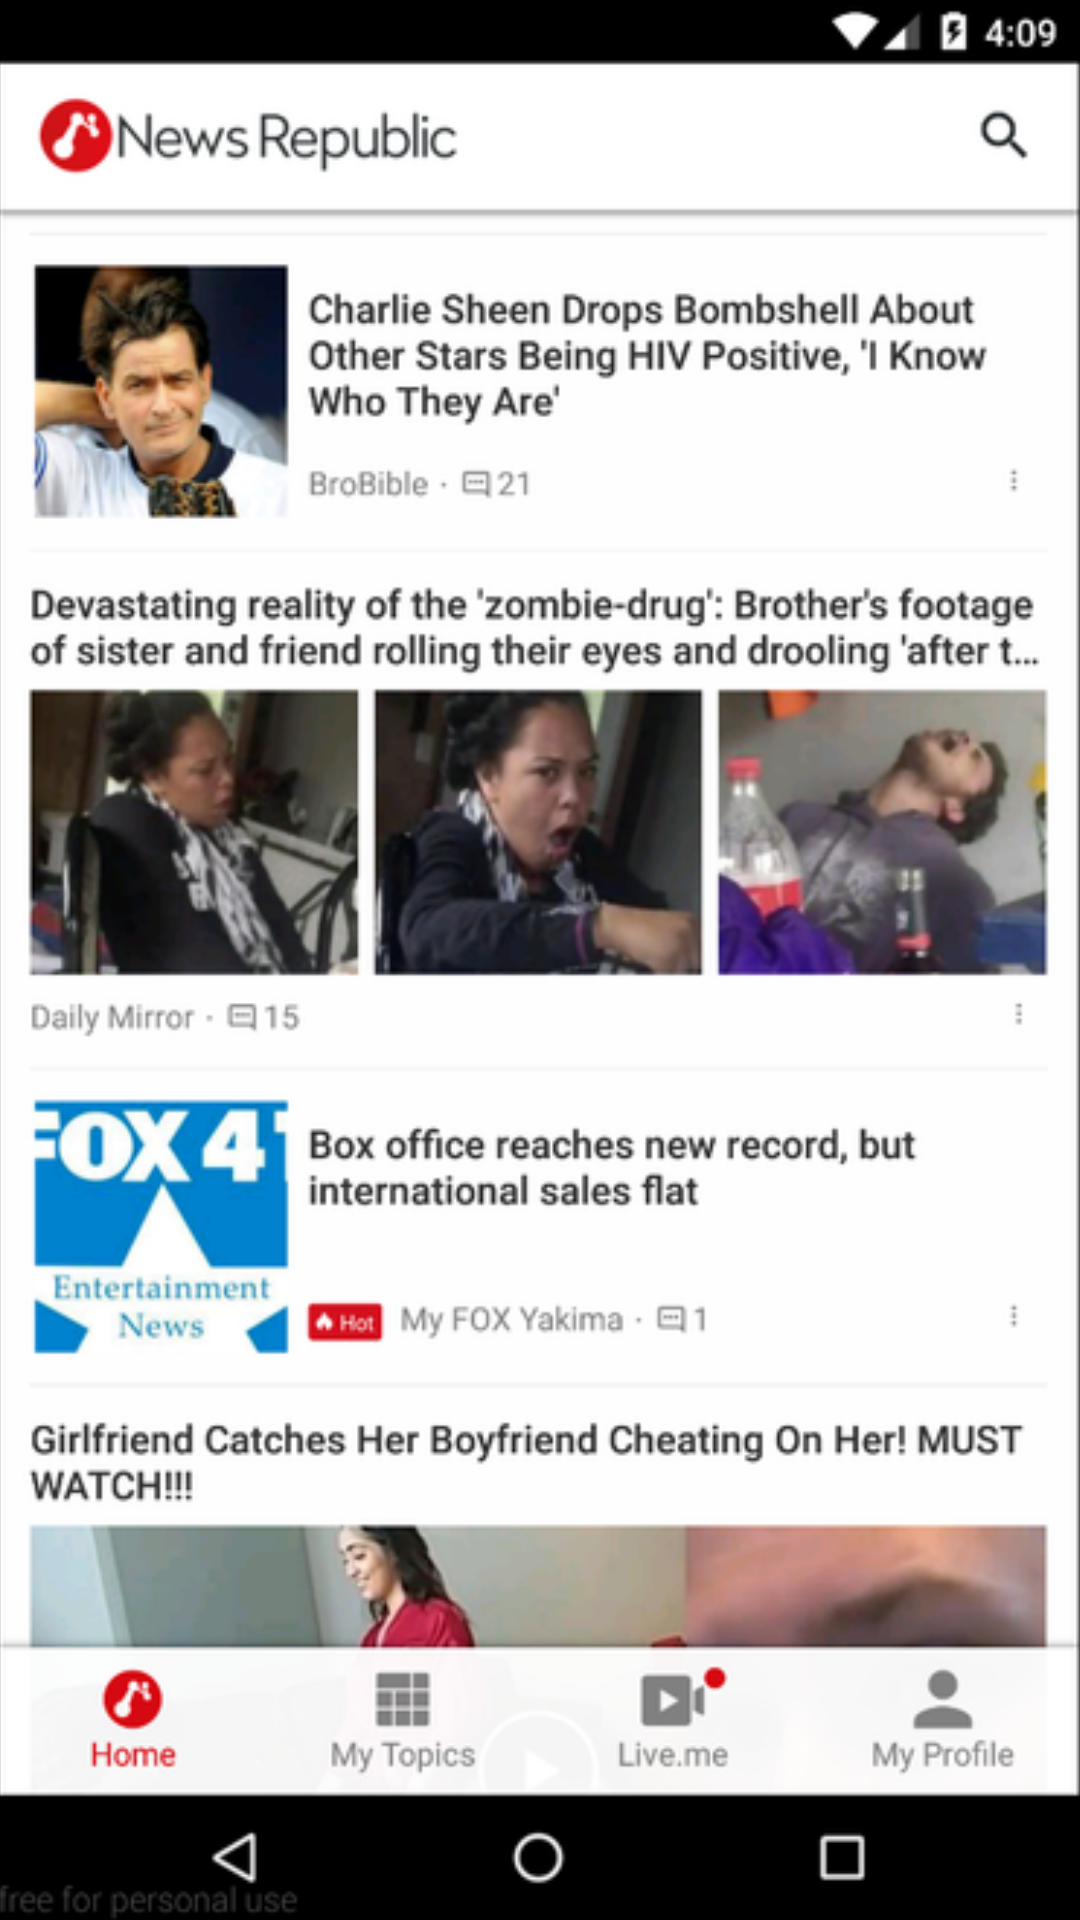 4:09
News Republic
Charlie Sheen Drops Bombshell About
Other Stars Being HIV Positive, 'I Know
Who They Are'
BroBible · 21
Devastating reality of the 'zombie-drug': Brother's footage
of sister and friend rolling their eyes and drooling 'after t...
Daily Mirror · 15
FOX 41
Entertainment
News
Box office reaches new record, but
international sales flat
Hot My FOX Yakima · 1
Girlfriend Catches Her Boyfriend Cheating On Her! MUST
WATCH!!!
Home My Topics Live.me My Profile
free for personal use